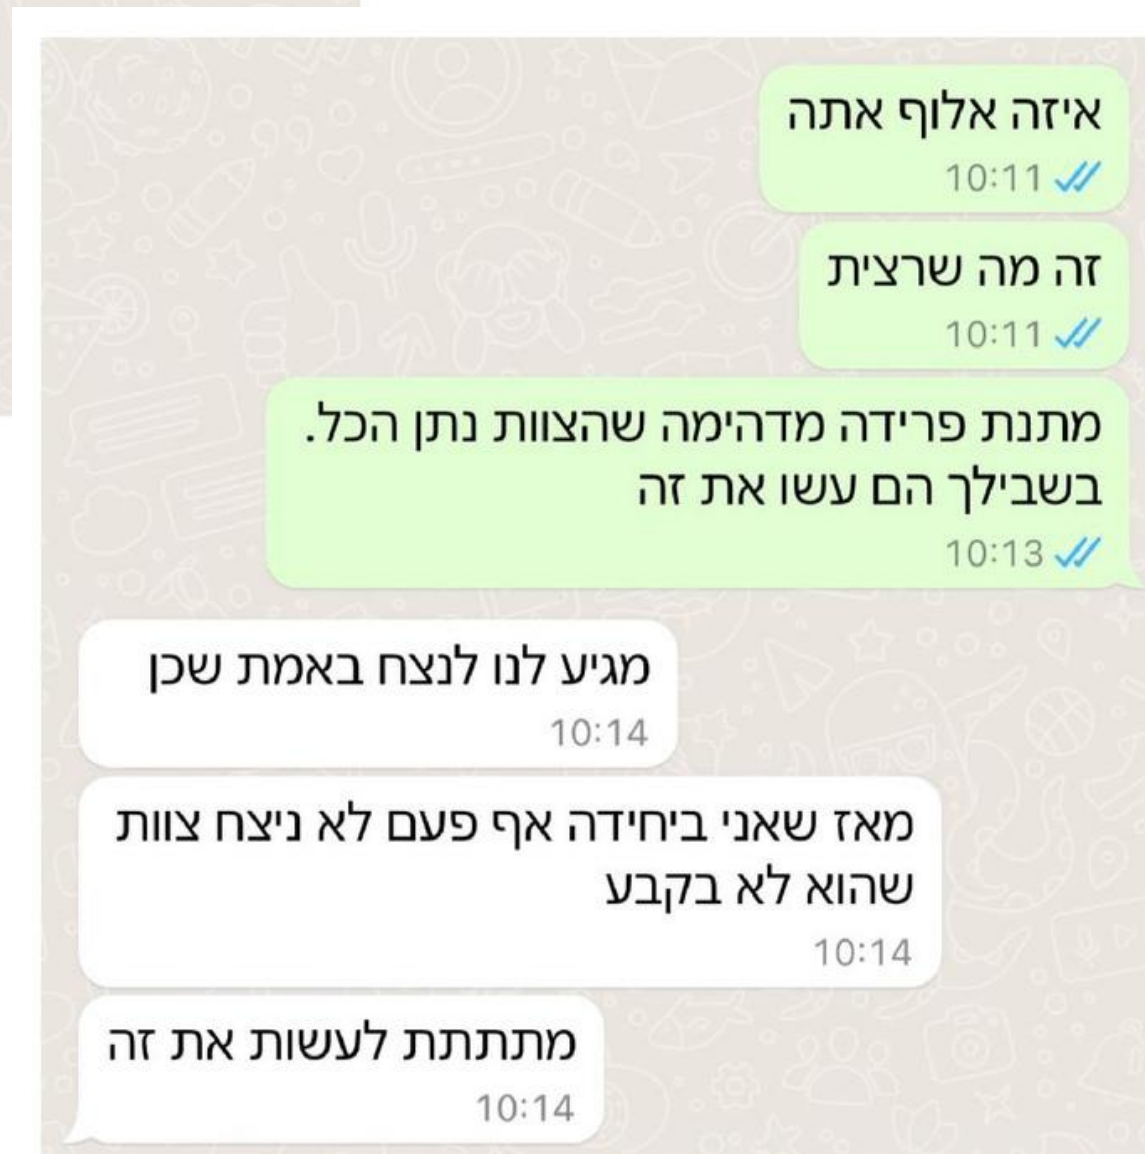 איזה אלוף אתה
10:11
זה מה שרצית
10:11
מתנת פרידה מדהימה שהצוות נתן הכל.
בשבילך הם עשו את זה
10:13
מגיע לנו לנצח באמת שכן
10:14
מאז שאני ביחידה אף פעם לא ניצח צוות
שהוא לא בקבע
10:14
מתתתת לעשות את זה
10:14